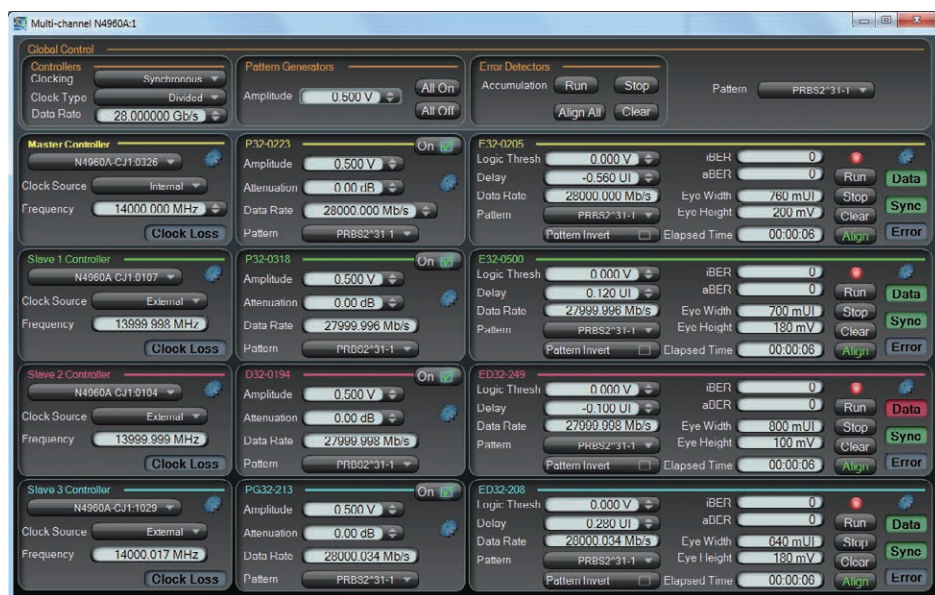 Multi-channel N4960A:1
Global Control
Controllers
Clocking Synchronous
Clock Type Divided
Data Rate 28.000000 Gb/s
Pattern Generators
Amplitude 0.500 V
All On
All Off
Error Detectors
Accumulation Run Stop
Align All Clear
Pattern PRBS2^31-1
Master Controller
N4960A-CJ1:0326
Clock Source Internal
Frequency 14000.000 MHz
Clock Loss
P32-0223 On
Amplitude 0.500 V
Attenuation 0.00 dB
Data Rate 28000.000 Mb/s
Pattern PRBS2^31-1
E32-0205
Logic Thresh 0.000 V iBER 0
Delay -0.560 UI aBER 0 Run Data
Data Rate 28000.000 Mb/s Eye Width 760 mUI Stop
Pattern PRBS2^31-1 Eye Height 200 mV Clear Sync
Pattern Invert Elapsed Time 00:00:06 Align Error
Slave 1 Controller
N4960A-CJ1:0107
Clock Source External
Frequency 13999.998 MHz
Clock Loss
P32-0318 On
Amplitude 0.500 V
Attenuation 0.00 dB
Data Rate 27999.996 Mb/s
Pattern PRBS2^31-1
E32-0500
Logic Thresh 0.000 V iBER 0
Delay 0.120 UI aBER 0 Run Data
Data Rate 27999.996 Mb/s Eye Width 700 mUI Stop
Pattern PRBS2^31-1 Eye Height 180 mV Clear Sync
Pattern Invert Elapsed Time 00:00:06 Align Error
Slave 2 Controller
N4960A-CJ1:0104
Clock Source External
Frequency 13999.999 MHz
Clock Loss
D32-0194 On
Amplitude 0.500 V
Attenuation 0.00 dB
Data Rate 27999.998 Mb/s
Pattern PRBS2^31-1
ED32-249
Logic Thresh 0.000 V iBER 0
Delay -0.100 UI aBER 0 Run Data
Data Rate 27999.998 Mb/s Eye Width 800 mUI Stop
Pattern PRBS2^31-1 Eye Height 100 mV Clear Sync
Pattern Invert Elapsed Time 00:00:06 Align Error
Slave 3 Controller
N4960A-CJ1:1029
Clock Source External
Frequency 14000.017 MHz
Clock Loss
PG32-213 On
Amplitude 0.500 V
Attenuation 0.00 dB
Data Rate 28000.034 Mb/s
Pattern PRBS2^31-1
ED32-208
Logic Thresh 0.000 V iBER 0
Delay 0.280 UI aBER 0 Run Data
Data Rate 28000.034 Mb/s Eye Width 640 mUI Stop
Pattern PRBS2^31-1 Eye Height 180 mV Clear Sync
Pattern Invert Elapsed Time 00:00:06 Align Error